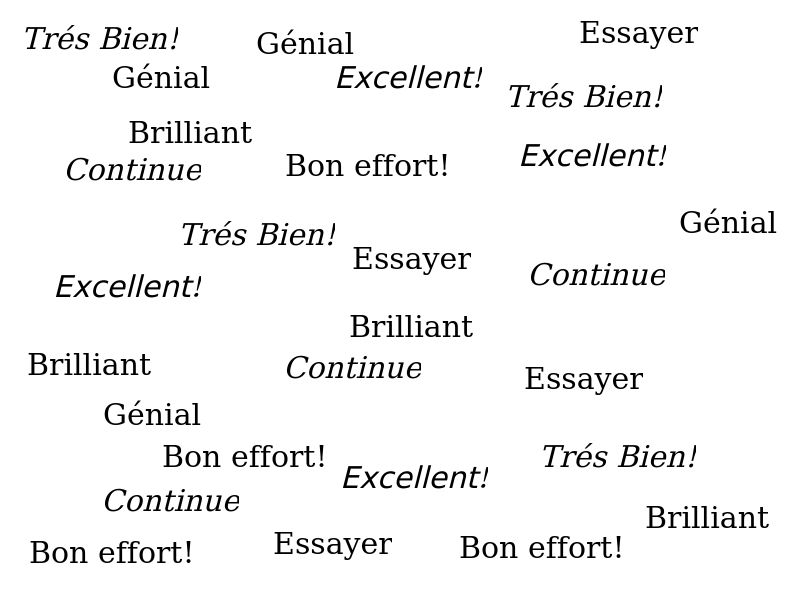 Trés Bien!
Génial
Essayer
Génial
Excellent!
Trés Bien!
Brilliant
Continue
Bon effort!
Excellent!
Génial
Trés Bien!
Essayer
Continue
Excellent!
Brilliant
Brilliant
Continue
Essayer
Génial
Bon effort!
Excellent!
Trés Bien!
Continue
Brilliant
Bon effort!
Essayer
Bon effort!